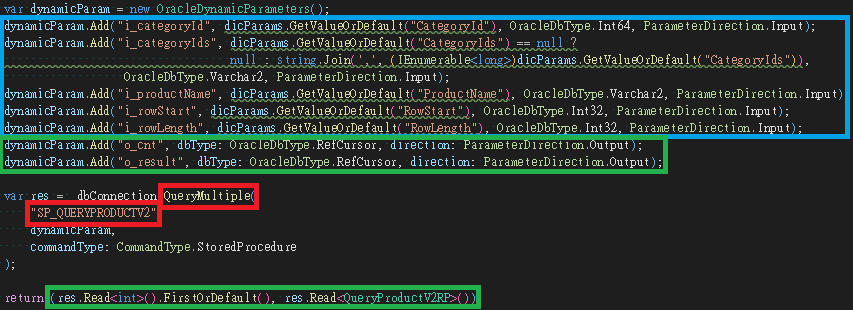 var dynamicParam = new OracleDynamicParameters();
dynamicParam.Add("i_categoryId", dicParams.GetValueOrDefault("CategoryId"), OracleDbType.Int64, ParameterDirection.Input);
dynamicParam.Add("i_categoryIds", dicParams.GetValueOrDefault("CategoryIds") == null ?
null : string.Join(',', (IEnumerable<long>)dicParams.GetValueOrDefault("CategoryIds")),
OracleDbType.Varchar2, ParameterDirection.Input);
dynamicParam.Add("i_productName", dicParams.GetValueOrDefault("ProductName"), OracleDbType.Varchar2, ParameterDirection.Input)
dynamicParam.Add("i_rowStart", dicParams.GetValueOrDefault("RowStart"), OracleDbType.Int32, ParameterDirection.Input);
dynamicParam.Add("i_rowLength", dicParams.GetValueOrDefault("RowLength"), OracleDbType.Int32, ParameterDirection.Input);
dynamicParam.Add("o_cnt", dbType: OracleDbType.RefCursor, direction: ParameterDirection.Output);
dynamicParam.Add("o_result", dbType: OracleDbType.RefCursor, direction: ParameterDirection.Output);
var res = dbConnection.QueryMultiple(
"SP_QUERYPRODUCTV2"
dynamicParam,
commandType: CommandType.StoredProcedure
);
return (res.Read<int>().FirstOrDefault(), res.Read<QueryProductV2RP>())